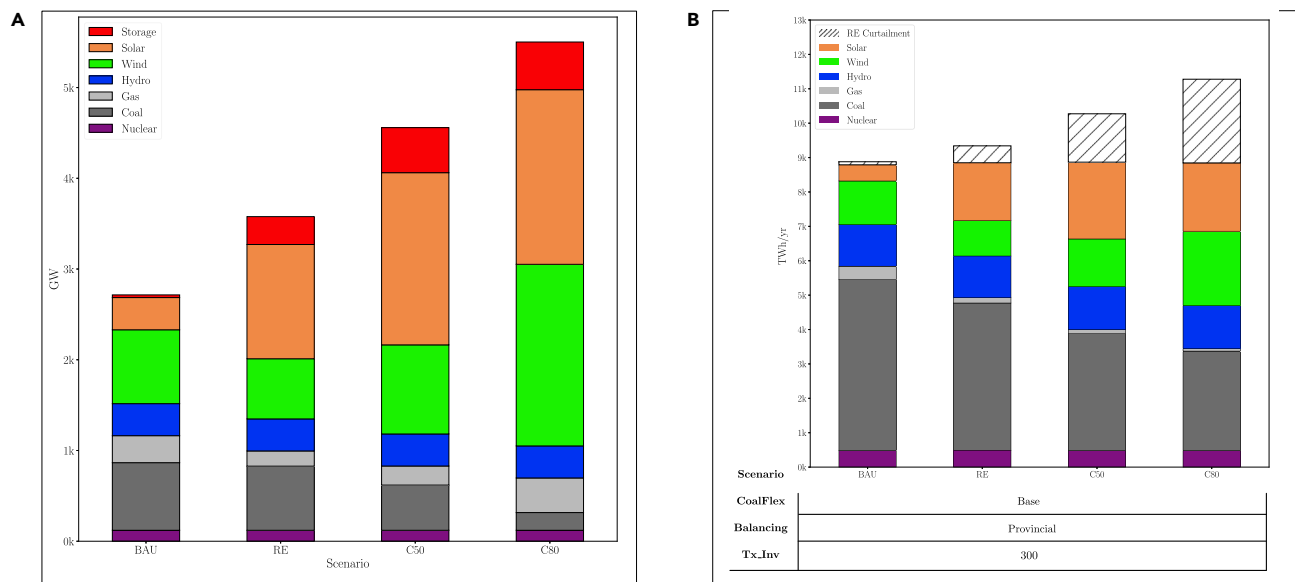 A
Storage
Solar
Wind
Hydro
Gas
Coal
Nuclear
5k
4k
3k
2k
1k
0k
GW
BAU RE C50 C80
Scenario
B
RE Curtailment
Solar
Wind
Hydro
Gas
Coal
Nuclear
13k
12k
11k
10k
9k
8k
7k
6k
5k
4k
3k
2k
1k
0k
TWh/yr
Scenario BAU RE C50 C80
CoalFlex Base
Balancing Provincial
Tx_Inv 300